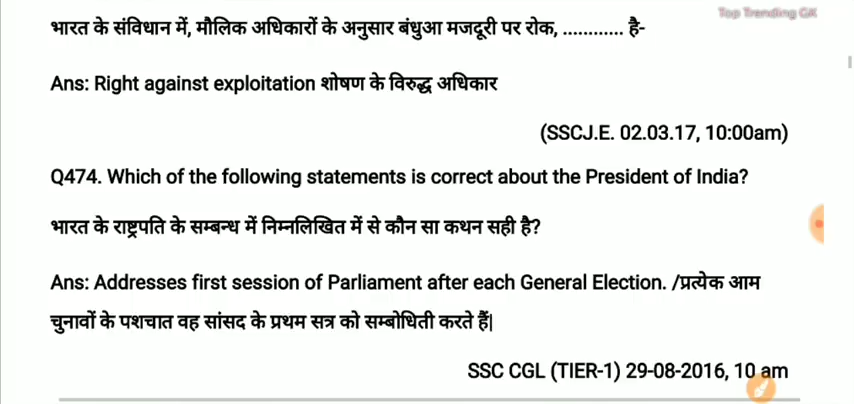 Top Trending GK
भारत के संविधान में, मौलिक अधिकारों के अनुसार बंधुआ मजदूरी पर रोक, ............ है-
Ans: Right against exploitation शोषण के विरुद्ध अधिकार
(SSCJ.E. 02.03.17, 10:00am)
Q474. Which of the following statements is correct about the President of India?
भारत के राष्ट्रपति के सम्बन्ध में निम्नलिखित में से कौन सा कथन सही है?
Ans: Addresses first session of Parliament after each General Election. /प्रत्येक आम
चुनावों के पशचात वह सांसद के प्रथम सत्र को सम्बोधिती करते हैं|
SSC CGL (TIER-1) 29-08-2016, 10 am